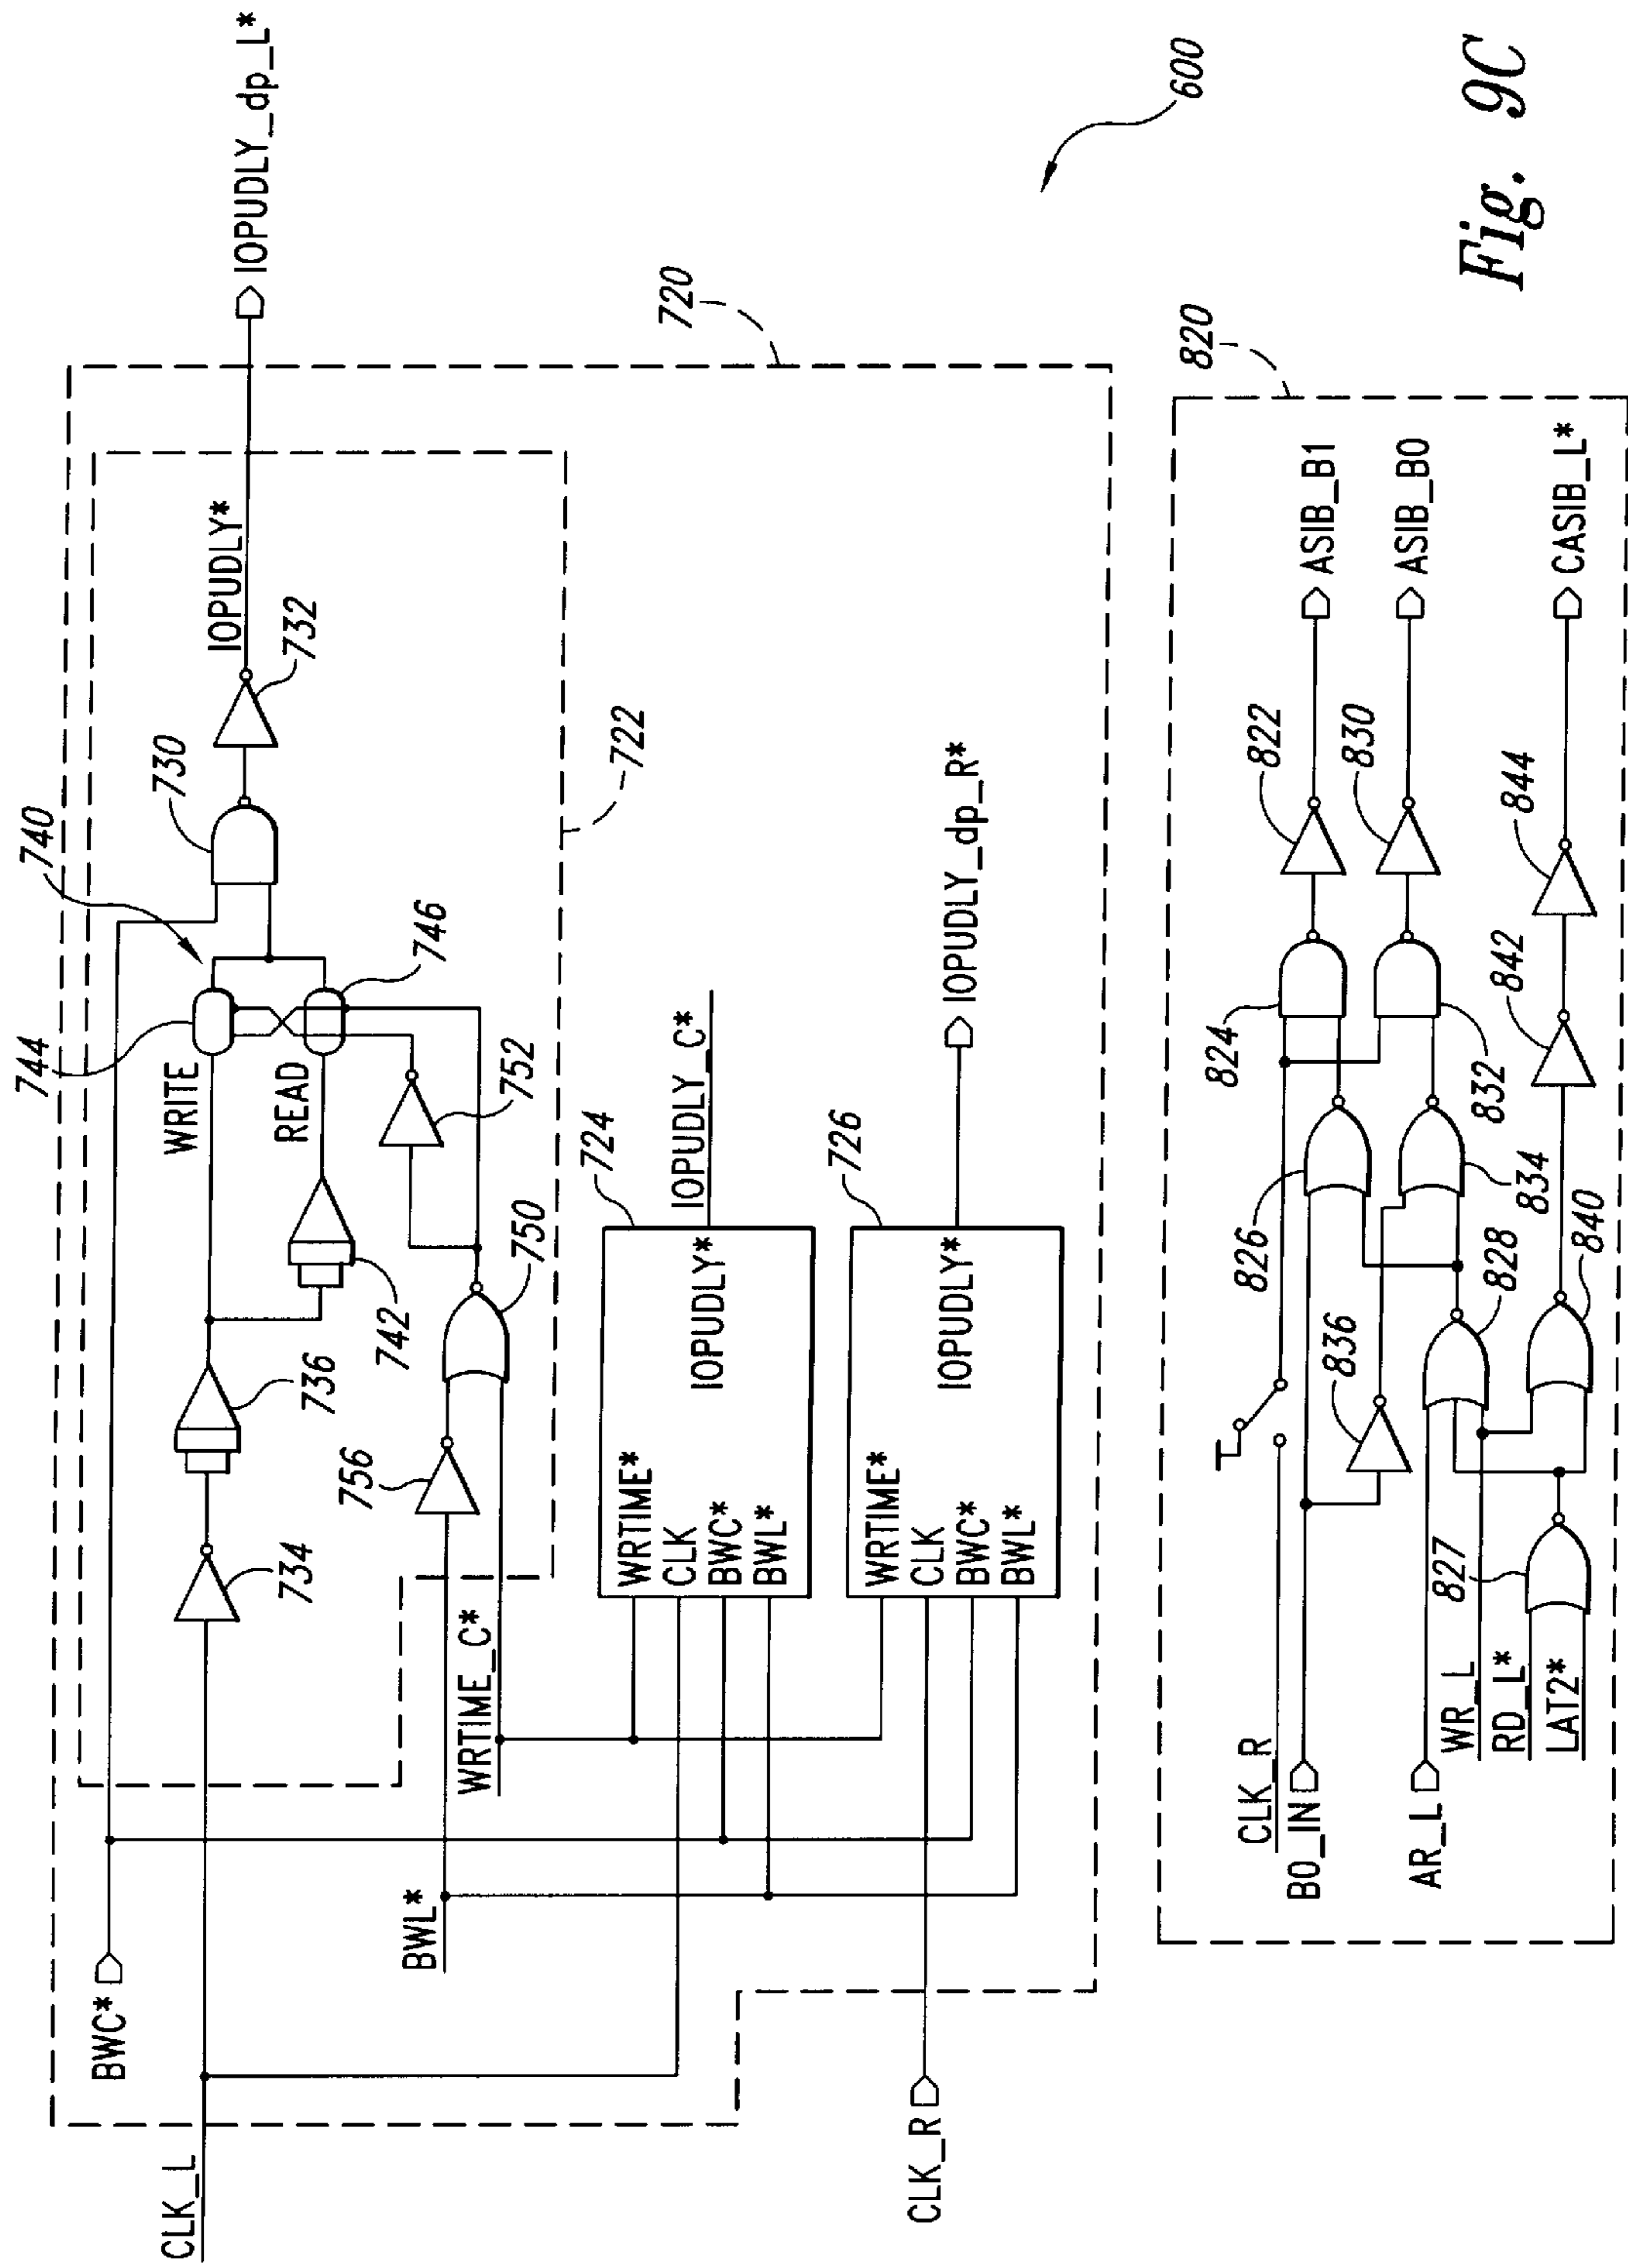 BWC*
CLK_L
734
736
WRITE
744
740
730
732
IOPUDLY*
IOPUDLY_dp_L*
READ
742
746
BWL*
WRTIME_C*
756
750
752
722
720
WRTIME*
CLK
BWC*
BWL*
IOPUDLY*
724
IOPUDLY_C*
CLK_R
WRTIME*
CLK
BWC*
BWL*
IOPUDLY*
726
IOPUDLY_dp_R*
600
820
CLK_R
BO_IN
AR_L
WR_L
RD_L*
LAT2*
827
836
828
840
826
834
824
832
842
822
830
844
ASIB_B1
ASIB_B0
CASIB_L*
Fig. 9C